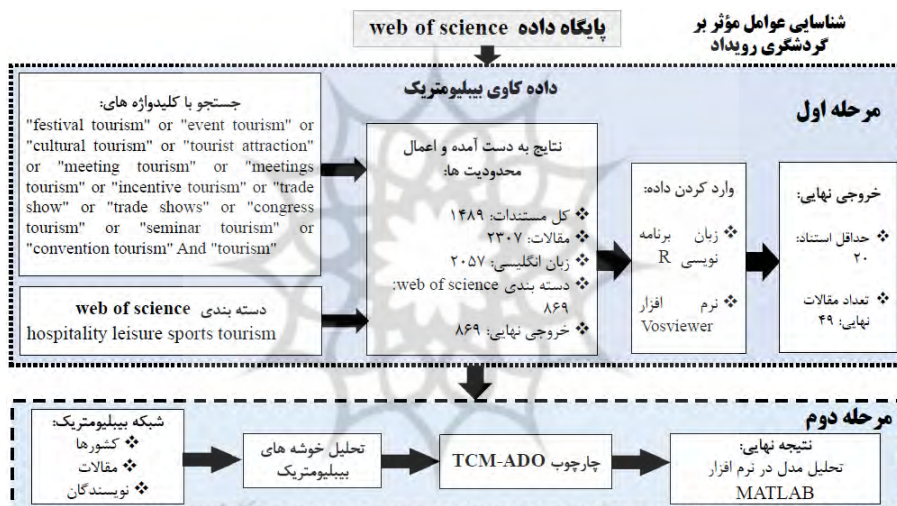 شناسایی عوامل مؤثر بر
گردشگری رویداد
پایگاه داده web of science
مرحله اول
داده کاوی بیبلیومتریک
جستجو با کلیدواژه های:
"festival tourism" or "event tourism" or
"cultural tourism" or "tourist attraction"
or "meeting tourism" or "meetings
tourism" or "incentive tourism" or "trade
show" or "trade shows" or "congress
tourism" or "seminar tourism" or
"convention tourism" And "tourism"
دسته بندی web of science
hospitality leisure sports tourism
نتایج به دست آمده و اعمال
محدودیت ها:
❖ کل مستندات: ۱۴۸۹
❖ مقالات: ۲۳۰۷
❖ زبان انگلیسی: ۲۰۵۷
❖ دسته بندی web of science:
۸۶۹
❖ خروجی نهایی: ۸۶۹
وارد کردن داده:
❖ زبان برنامه
نویسی R
❖ نرم افزار
Vosviewer
خروجی نهایی:
❖ حداقل استناد:
۲۰
❖ تعداد مقالات
نهایی: ۴۹
مرحله دوم
شبکه بیبلیومتریک:
❖ کشورها
❖ مقالات
❖ نویسندگان
تحلیل خوشه های
بیبلیومتریک
چارچوب TCM-ADO
نتیجه نهایی:
تحلیل مدل در نرم افزار
MATLAB